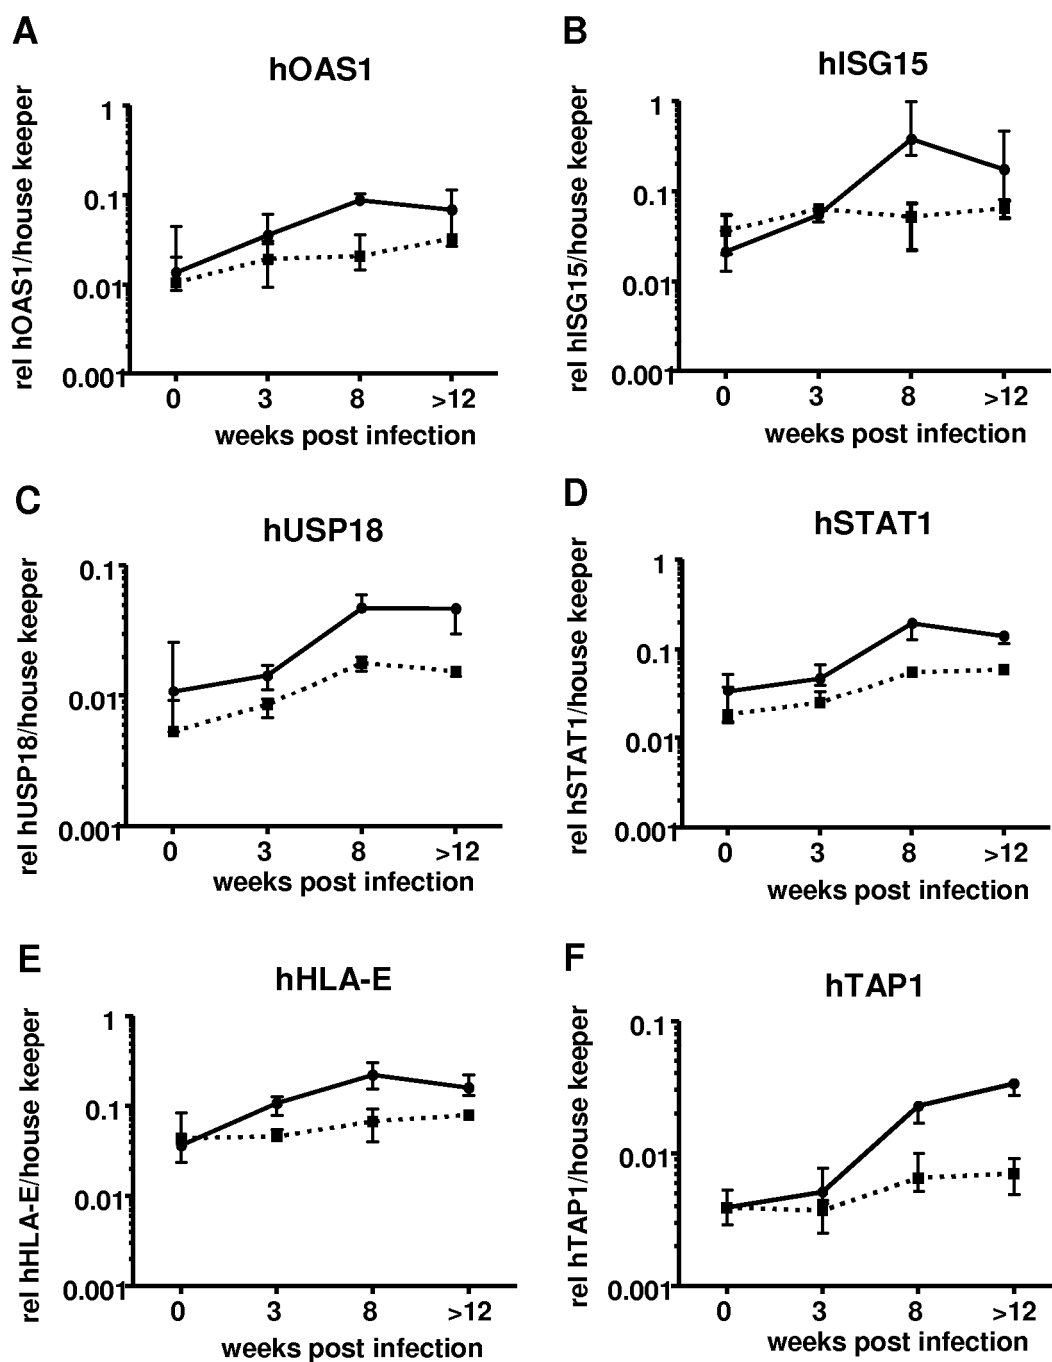 A
hOAS1
rel hOAS1/house keeper
1
0.1
0.01
0.001
0 3 8 >12
weeks post infection
B
hISG15
rel hISG15/house keeper
1
0.1
0.01
0.001
0 3 8 >12
weeks post infection
C
hUSP18
rel hUSP18/house keeper
0.1
0.01
0.001
0 3 8 >12
weeks post infection
D
hSTAT1
rel hSTAT1/house keeper
1
0.1
0.01
0.001
0 3 8 >12
weeks post infection
E
hHLA-E
rel hHLA-E/house keeper
1
0.1
0.01
0.001
0 3 8 >12
weeks post infection
F
hTAP1
rel hTAP1/house keeper
0.1
0.01
0.001
0 3 8 >12
weeks post infection